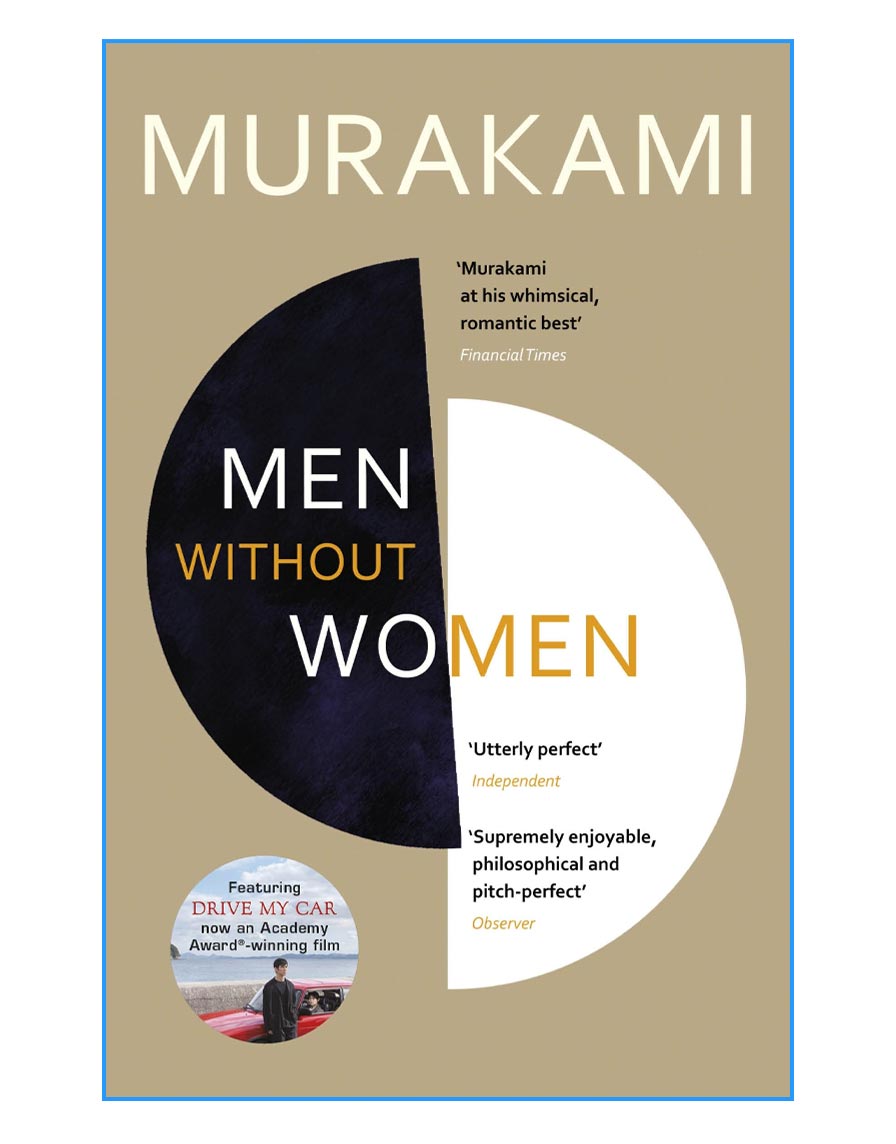 MURAKAMI
‘Murakami
at his whimsical,
romantic best’
Financial Times
MEN
WITHOUT
WOMEN
‘Utterly perfect’
Independent
‘Supremely enjoyable,
philosophical and
pitch-perfect’
Observer
Featuring
DRIVE MY CAR
now an Academy
Award®-winning film